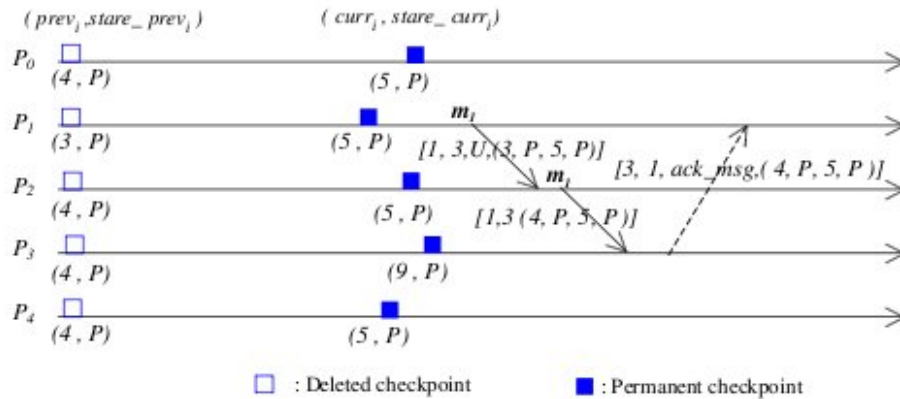 ( prev_i ,stare_ prev_i ) ( curr_i , stare_ curr_i )
P_0
(4 , P) (5 , P)
P_1 m_i
(3 , P) (5 , P) [1, 3,U,(3, P, 5, P)] [3, 1, ack_msg,( 4, P, 5, P )]
P_2 m_i
(4 , P) (5 , P) [1,3 (4, P, 5, P )]
P_3
(4 , P) (9 , P)
P_4
(4 , P) (5 , P)
: Deleted checkpoint : Permanent checkpoint